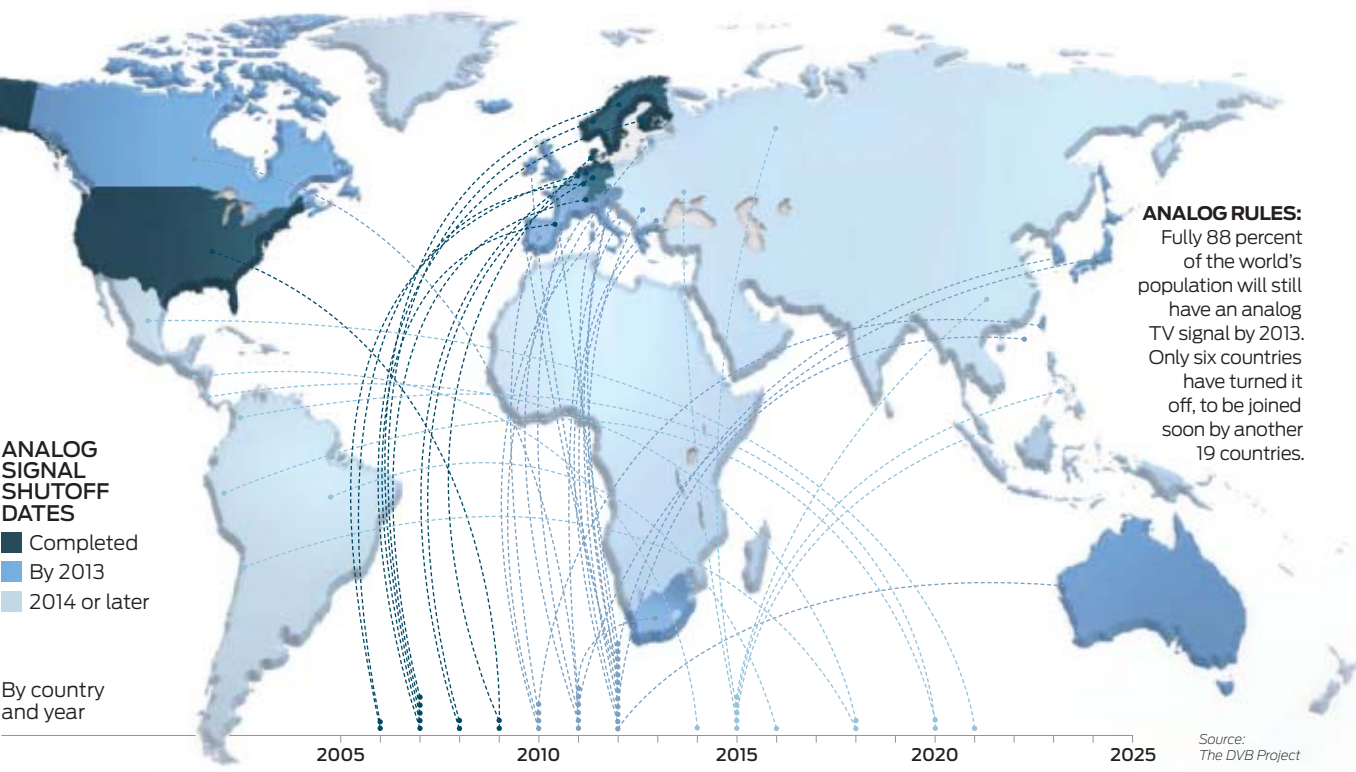 ANALOG RULES:
Fully 88 percent
of the world’s
population will still
have an analog
TV signal by 2013.
Only six countries
have turned it
off, to be joined
soon by another
19 countries.
ANALOG
SIGNAL
SHUTOFF
DATES
Completed
By 2013
2014 or later
By country
and year
2005
2010
2015
2020
2025
Source:
The DVB Project